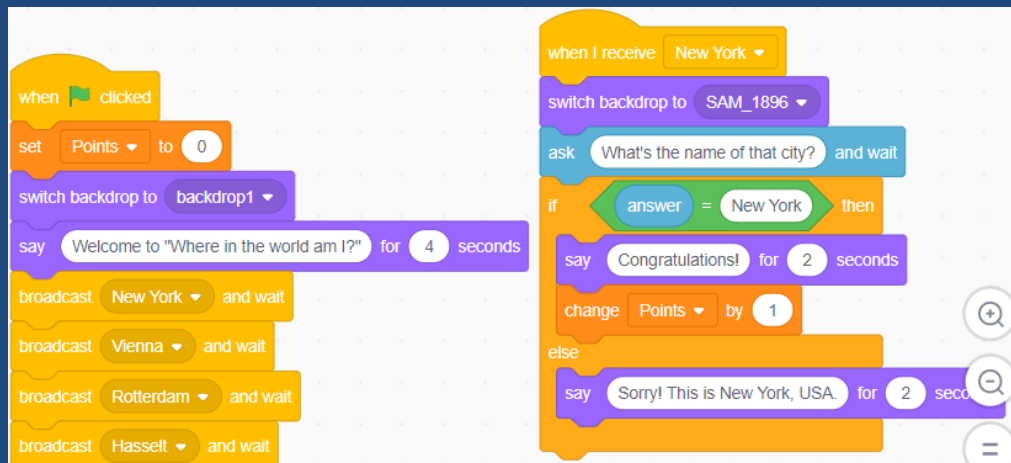 when clicked
set Points to 0
switch backdrop to backdrop1
say Welcome to "Where in the world am I?" for 4 seconds
broadcast New York and wait
broadcast Vienna and wait
broadcast Rotterdam and wait
broadcast Hasselt and wait
when I receive New York
switch backdrop to SAM_1896
ask What's the name of that city? and wait
if answer = New York then
say Congratulations! for 2 seconds
change Points by 1
else
say Sorry! This is New York, USA. for 2 seco